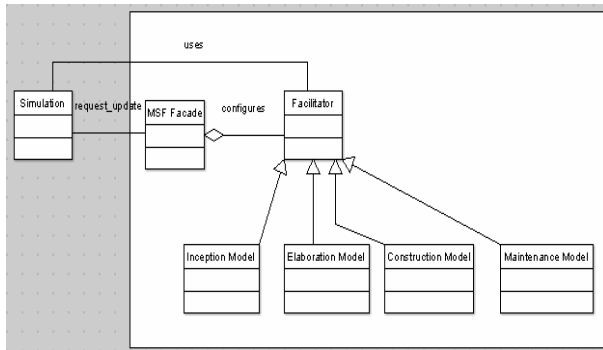 uses
Simulation
request_update
MSF Facade
configures
Facilitator
Inception Model
Elaboration Model
Construction Model
Maintenance Model